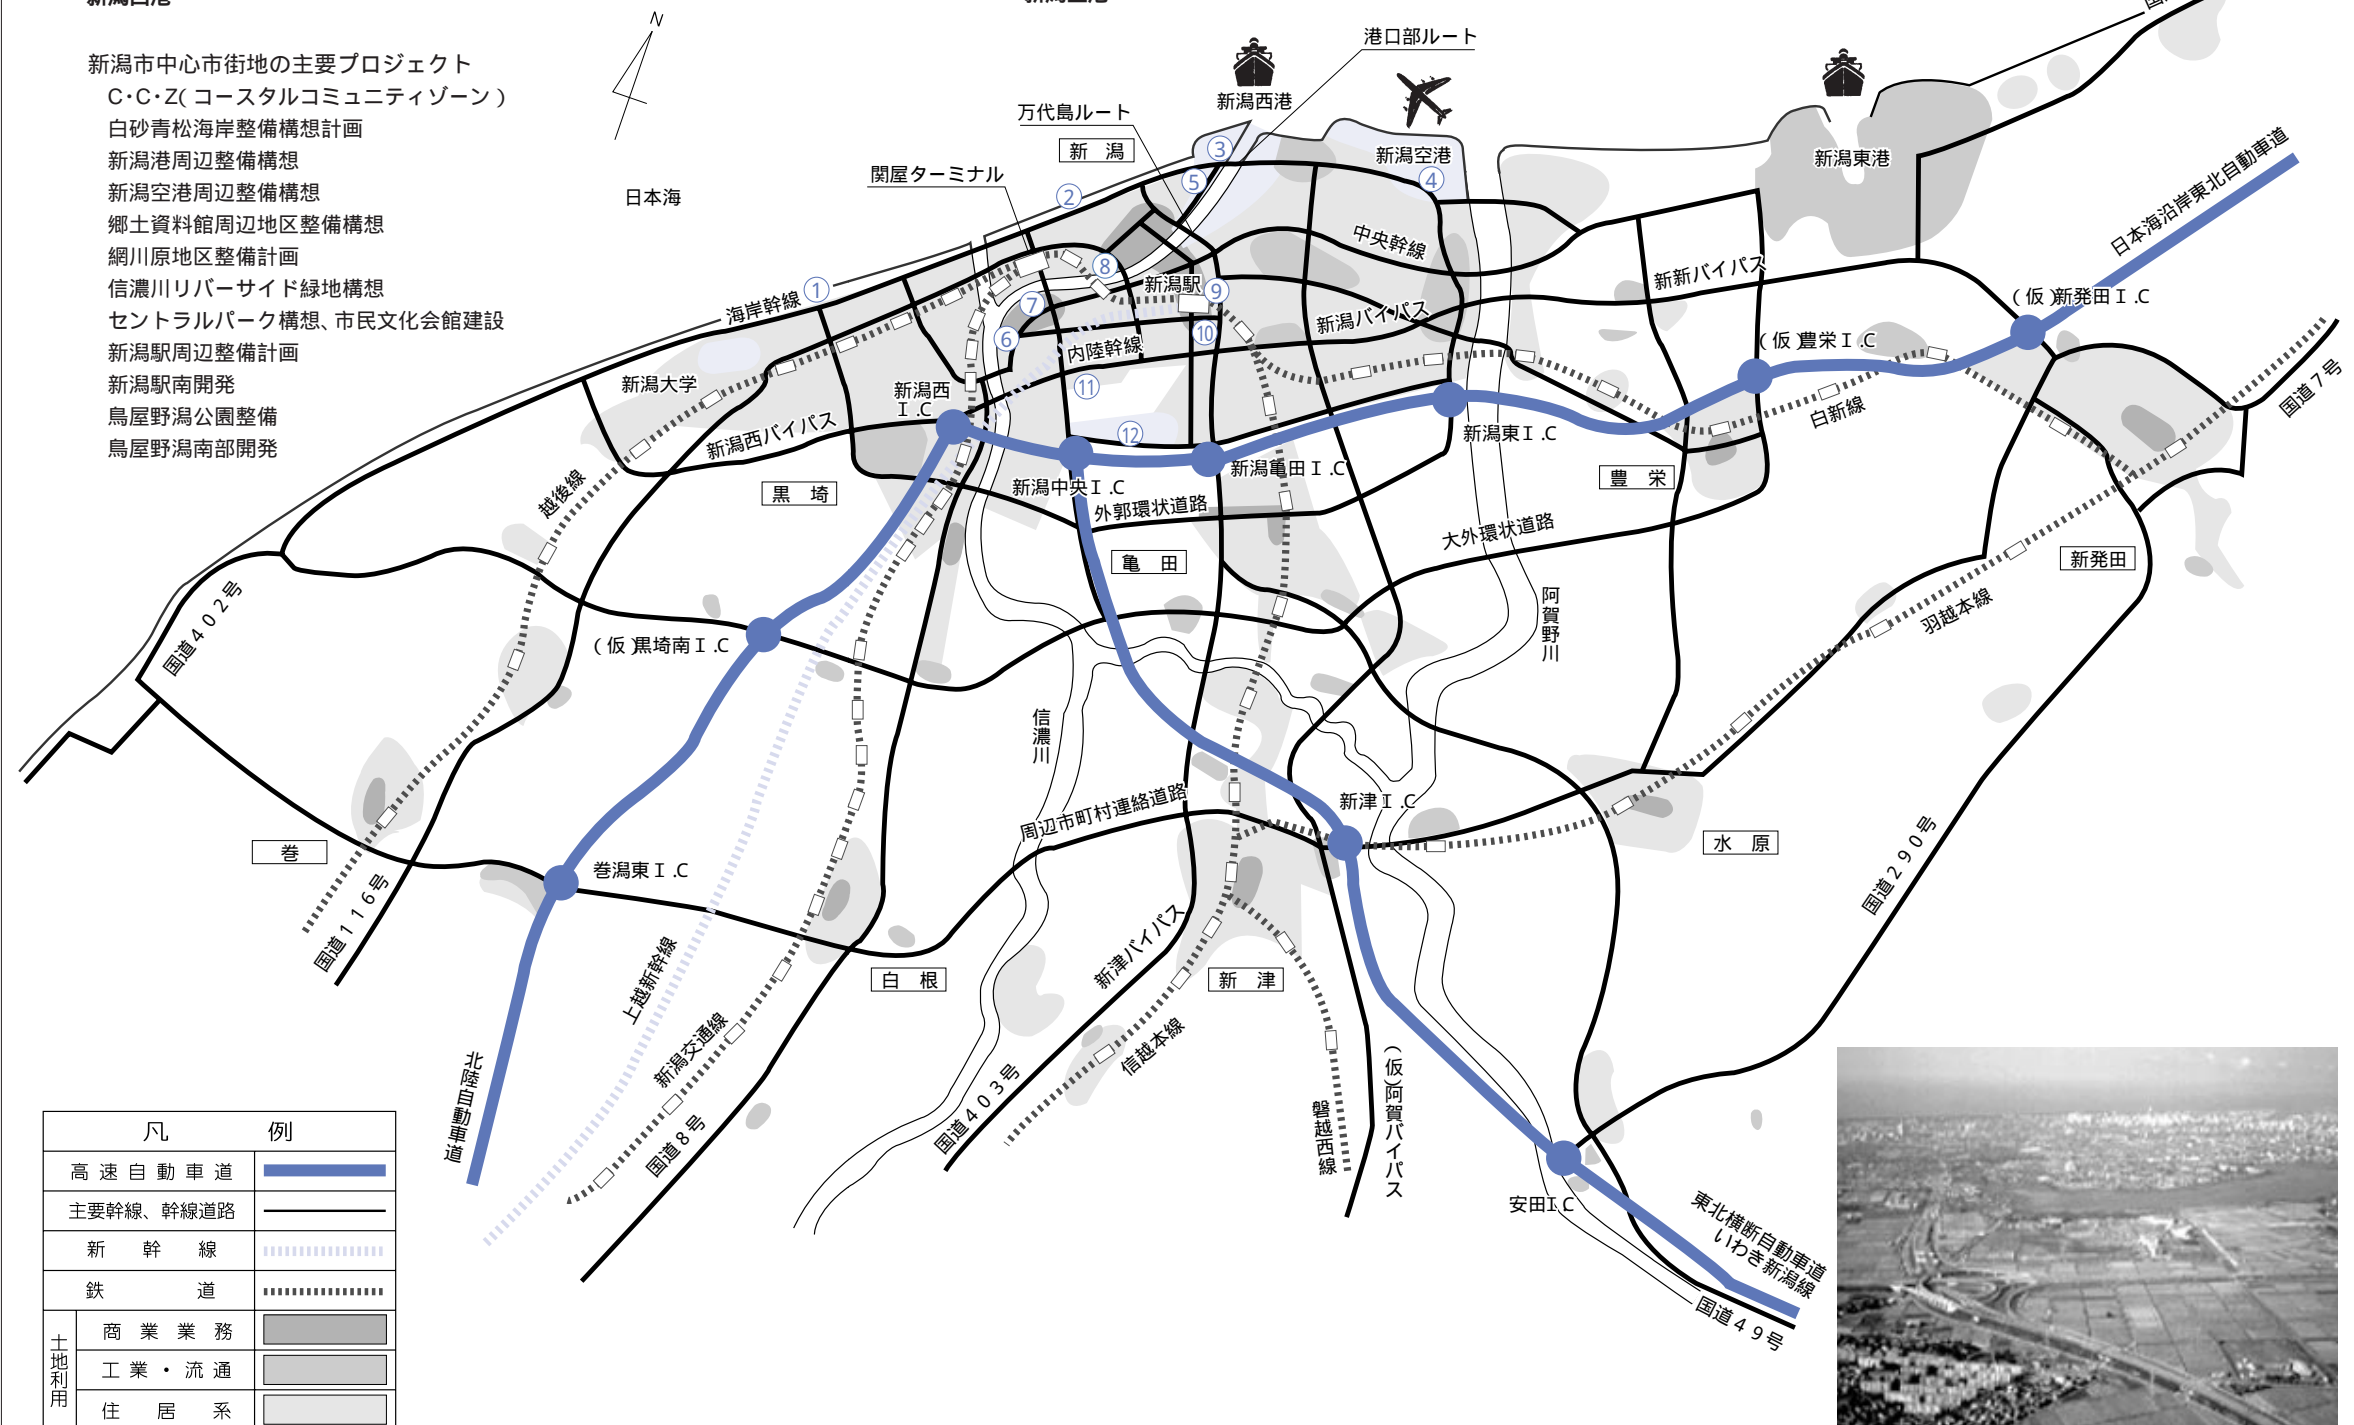 新潟市中心市街地の主要プロジェクト
C・C・Z(コースタルコミュニティゾーン)
白砂青松海岸整備構想計画
新潟港周辺整備構想
新潟空港周辺整備構想
郷土資料館周辺地区整備構想
網川原地区整備計画
信濃川リバーサイド緑地構想
セントラルパーク構想、市民文化会館建設
新潟駅周辺整備計画
新潟駅南開発
鳥屋野潟公園整備
鳥屋野潟南部開発
N
日本海
港口部ルート
新潟西港
万代島ルート
新 潟
関屋ターミナル
新潟空港
新潟東港
日本海沿岸東北自動車道
①
②
③
④
⑤
⑥
⑦
⑧
⑨
⑩
⑪
⑫
海岸幹線
新潟駅
中央幹線
新潟バイパス
新新バイパス
内陸幹線
新潟大学
新潟西
I.C
新潟西バイパス
(仮)新発田I.C
(仮)豊栄I.C
白新線
国道7号
新潟東I.C
新潟亀田I.C
新潟中央I.C
豊 栄
黒 埼
越後線
外郭環状道路
大外環状道路
亀 田
新発田
羽越本線
阿賀野川
国道402号
(仮)黒埼南I.C
信濃川
周辺市町村連絡道路
新津I.C
水 原
国道290号
巻
巻潟東I.C
国道116号
上越新幹線
白 根
新津バイパス
新 津
新潟交通線
信越本線
国道403号
国道8号
北陸自動車道
磐越西線
(仮)阿賀バイパス
安田I.C
東北横断自動車道
いわき新潟線
国道49号
凡 例
高速自動車道
主要幹線、幹線道路
新幹線
鉄道
土地利用
商業業務
工業・流通
住居系